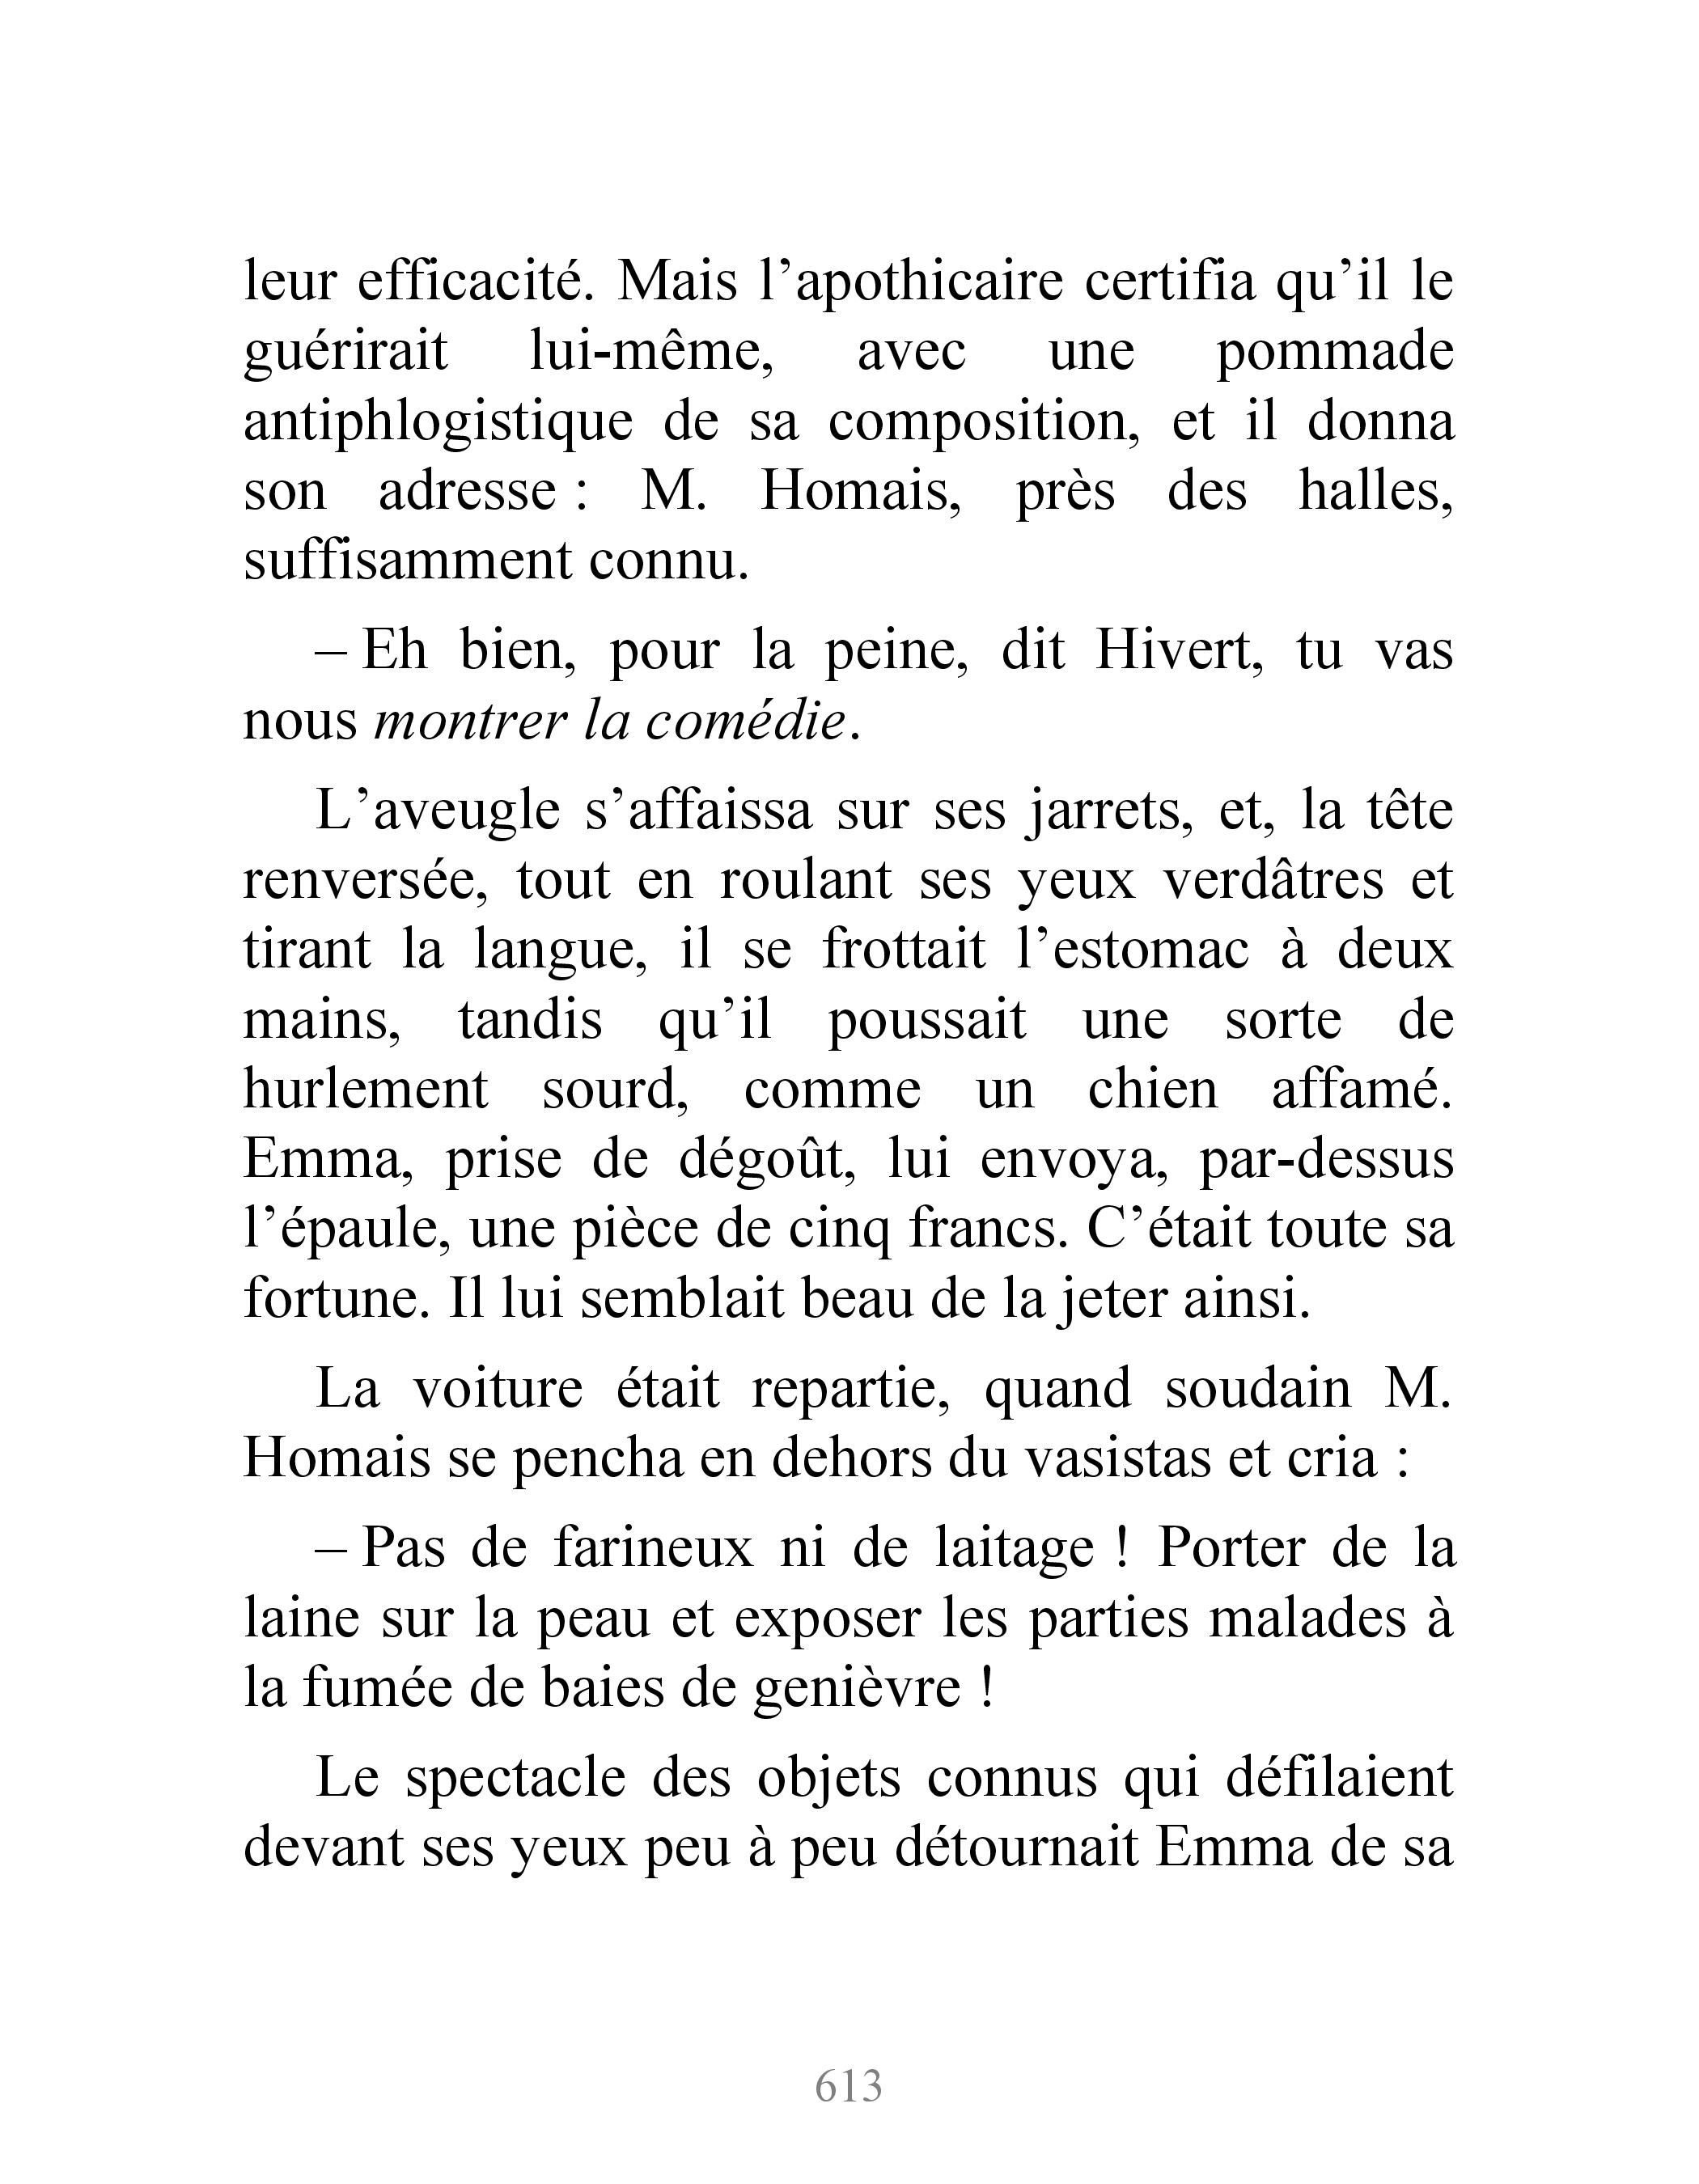 leur efficacité. Mais l’apothicaire certifia qu’il le
guérirait lui-même, avec une pommade
antiphlogistique de sa composition, et il donna
son adresse : M. Homais, près des halles,
suffisamment connu.
– Eh bien, pour la peine, dit Hivert, tu vas
nous montrer la comédie.
L’aveugle s’affaissa sur ses jarrets, et, la tête
renversée, tout en roulant ses yeux verdâtres et
tirant la langue, il se frottait l’estomac à deux
mains, tandis qu’il poussait une sorte de
hurlement sourd, comme un chien affamé.
Emma, prise de dégoût, lui envoya, par-dessus
l’épaule, une pièce de cinq francs. C’était toute sa
fortune. Il lui semblait beau de la jeter ainsi.
La voiture était repartie, quand soudain M.
Homais se pencha en dehors du vasistas et cria :
– Pas de farineux ni de laitage ! Porter de la
laine sur la peau et exposer les parties malades à
la fumée de baies de genièvre !
Le spectacle des objets connus qui défilaient
devant ses yeux peu à peu détournait Emma de sa
613